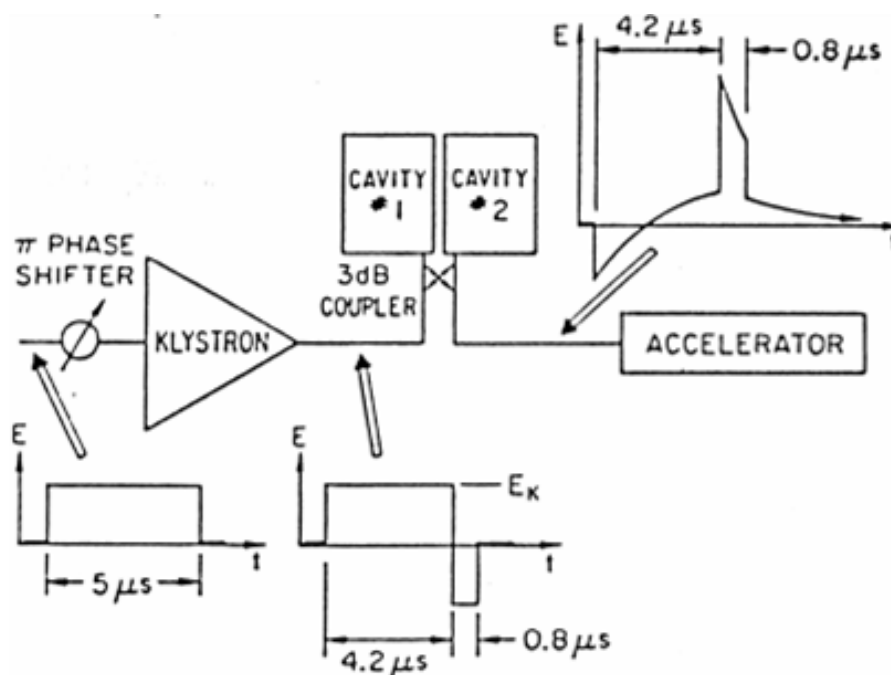 E
4.2 μs
0.8 μs
t
CAVITY
#1
CAVITY
#2
π PHASE
SHIFTER
3dB
COUPLER
KLYSTRON
ACCELERATOR
E
t
5 μs
E
E_K
t
4.2 μs
0.8 μs